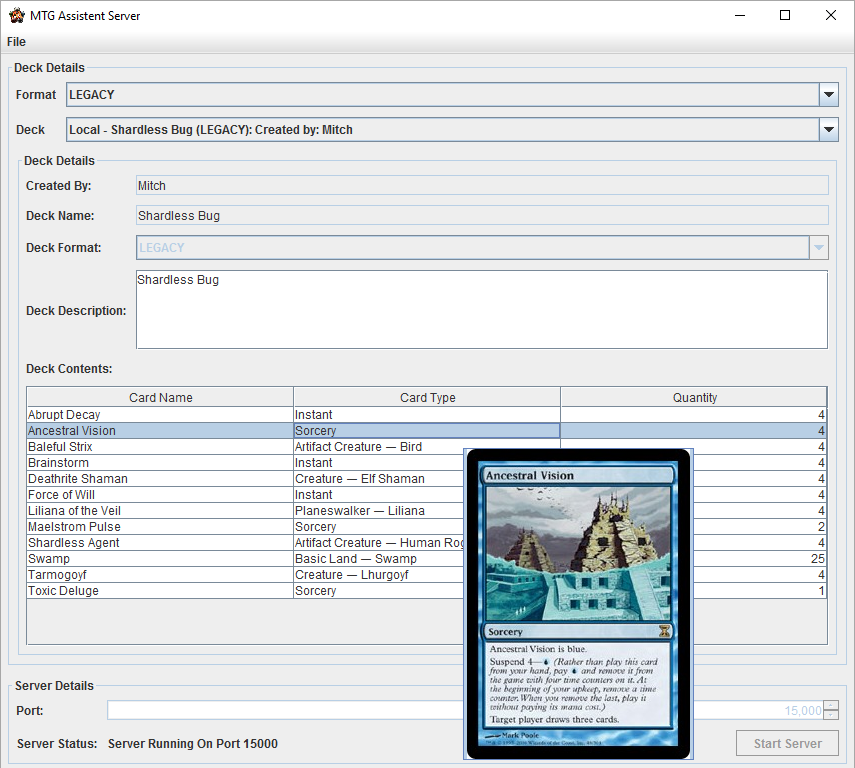 MTG Assistent Server
File
Deck Details
Format LEGACY
Deck Local - Shardless Bug (LEGACY): Created by: Mitch
Deck Details
Created By: Mitch
Deck Name: Shardless Bug
Deck Format: LEGACY
Deck Description: Shardless Bug
Deck Contents:
Card Name Card Type Quantity
Abrupt Decay Instant 4
Ancestral Vision Sorcery 4
Baleful Strix Artifact Creature — Bird 4
Brainstorm Instant 4
Deathrite Shaman Creature — Elf Shaman 4
Force of Will Instant 4
Liliana of the Veil Planeswalker — Liliana 4
Maelstrom Pulse Sorcery 2
Shardless Agent Artifact Creature — Human Rog 4
Swamp Basic Land — Swamp 25
Tarmogoyf Creature — Lhurgoyf 4
Toxic Deluge Sorcery 1
Ancestral Vision
Sorcery
Ancestral Vision is blue.
Suspend 4— (Rather than play this card
from your hand, pay and remove it from
the game with four time counters on it. At
the beginning of your upkeep, remove a time
counter. When you remove the last, play it
without paying its mana cost.)
Target player draws three cards.
Mark Poole
Server Details
Port: 15,000
Server Status: Server Running On Port 15000
Start Server